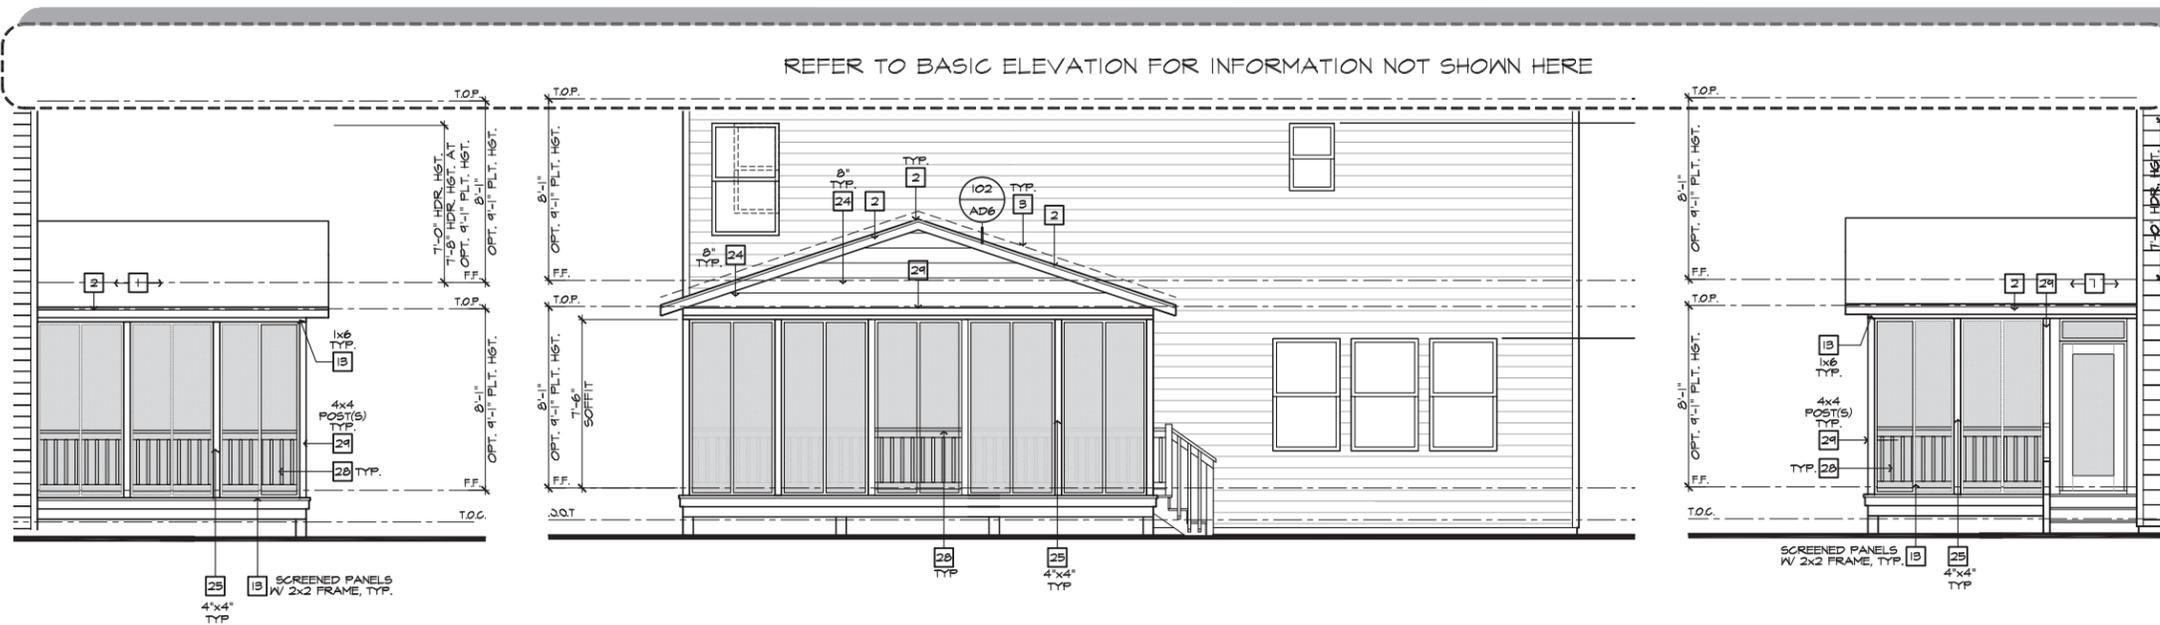 REFER TO BASIC ELEVATION FOR INFORMATION NOT SHOWN HERE
T.O.P.
7'-0" HDR. HGT.
7'-8" HDR. HGT. AT
OPT. 9'-1" PLT. HGT.
8'-1"
OPT. 9'-1" PLT. HGT.
F.F.
2
1
T.O.P.
1x6
TYP.
13
4x4
POST(S)
TYP.
29
28 TYP.
8'-1"
OPT. 9'-1" PLT. HGT.
F.F.
T.O.C.
25
4"x4"
TYP
13
SCREENED PANELS
W/ 2x2 FRAME, TYP.
T.O.P.
8'-1"
OPT. 9'-1" PLT. HGT.
F.F.
T.O.P.
8'-1"
OPT. 9'-1" PLT. HGT.
7'-6"
SOFFIT
F.F.
8"
TYP.
24
8"
TYP.
24
2
TYP.
2
102
AD6
TYP.
3
2
29
28
TYP
25
4"x4"
TYP
T.O.P.
8'-1"
OPT. 9'-1" PLT. HGT.
7'-0" HDR. HGT.
F.F.
2
29
1
T.O.P.
13
1x6
TYP.
4x4
POST(S)
TYP.
29
TYP. 28
8'-1"
OPT. 9'-1" PLT. HGT.
F.F.
T.O.C.
SCREENED PANELS
W/ 2x2 FRAME, TYP.
13
25
4"x4"
TYP